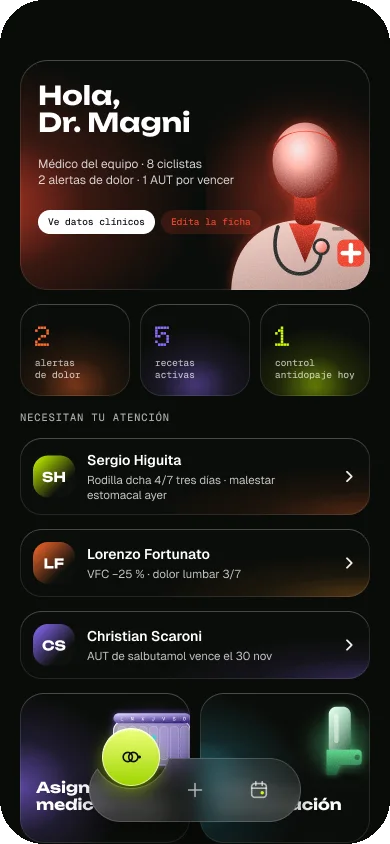 Hola,
Dr. Magni
Médico del equipo · 8 ciclistas
2 alertas de dolor · 1 AUT por vencer
Ve datos clínicos
Edita la ficha
2
alertas
de dolor
5
recetas
activas
1
control
antidopaje hoy
NECESITAN TU ATENCIÓN
SH
Sergio Higuita
Rodilla dcha 4/7 tres días · malestar
estomacal ayer
LF
Lorenzo Fortunato
VFC −25 % · dolor lumbar 3/7
CS
Christian Scaroni
AUT de salbutamol vence el 30 nov
L M X J V S D